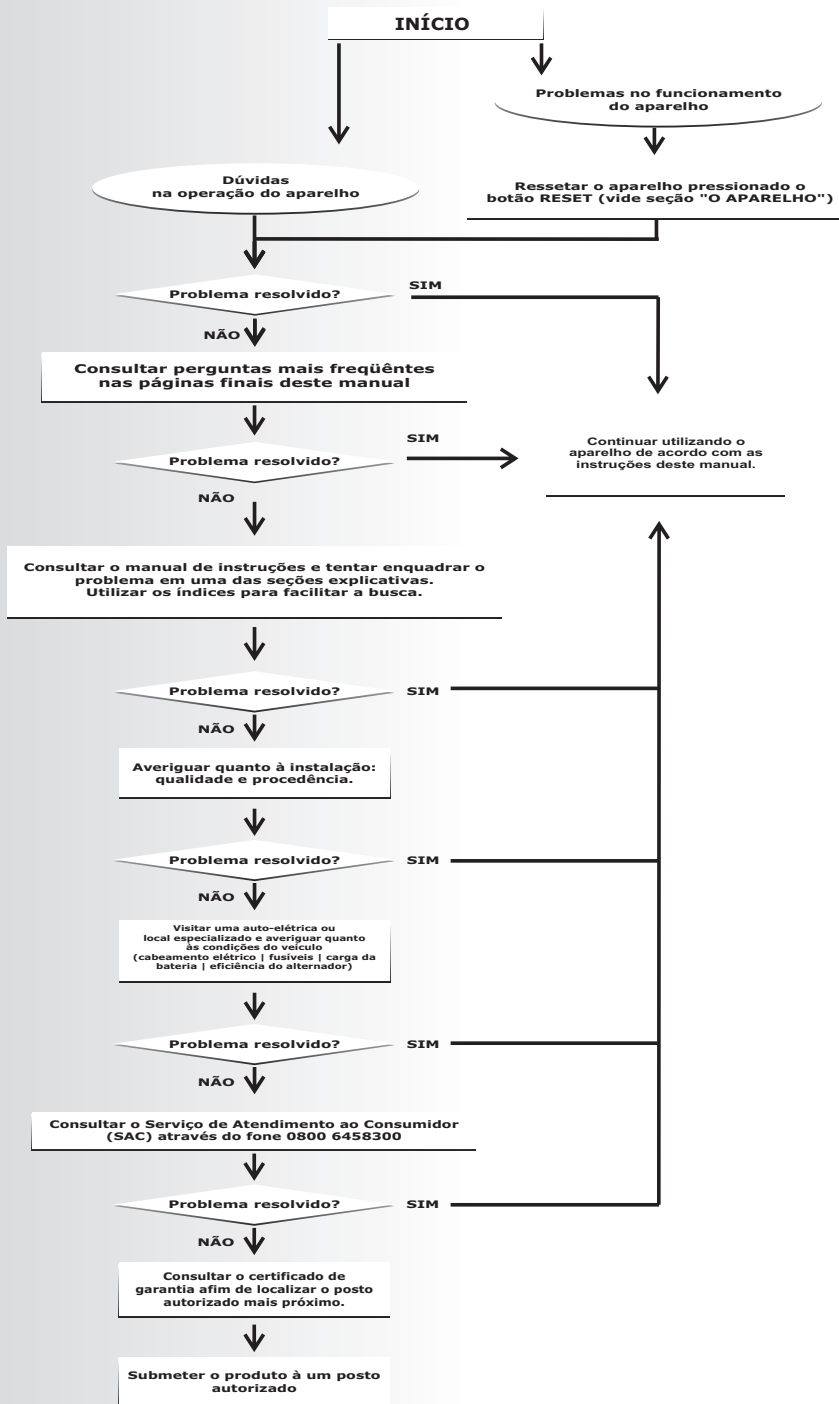 INÍCIO
Problemas no funcionamento
do aparelho
Dúvidas
na operação do aparelho
Ressetar o aparelho pressionado o
botão RESET (vide seção "O APARELHO")
Problema resolvido?
SIM
NÃO
Consultar perguntas mais freqüêntes
nas páginas finais deste manual
Problema resolvido?
SIM
Continuar utilizando o
aparelho de acordo com as
instruções deste manual.
NÃO
Consultar o manual de instruções e tentar enquadrar o
problema em uma das seções explicativas.
Utilizar os índices para facilitar a busca.
Problema resolvido?
SIM
NÃO
Averiguar quanto à instalação:
qualidade e procedência.
Problema resolvido?
SIM
NÃO
Visitar uma auto-elétrica ou
local especializado e averiguar quanto
às condições do veículo
(cabeamento elétrico | fusíveis | carga da
bateria | eficiência do alternador)
Problema resolvido?
SIM
NÃO
Consultar o Serviço de Atendimento ao Consumidor
(SAC) através do fone 0800 6458300
Problema resolvido?
SIM
NÃO
Consultar o certificado de
garantia afim de localizar o posto
autorizado mais próximo.
Submeter o produto à um posto
autorizado